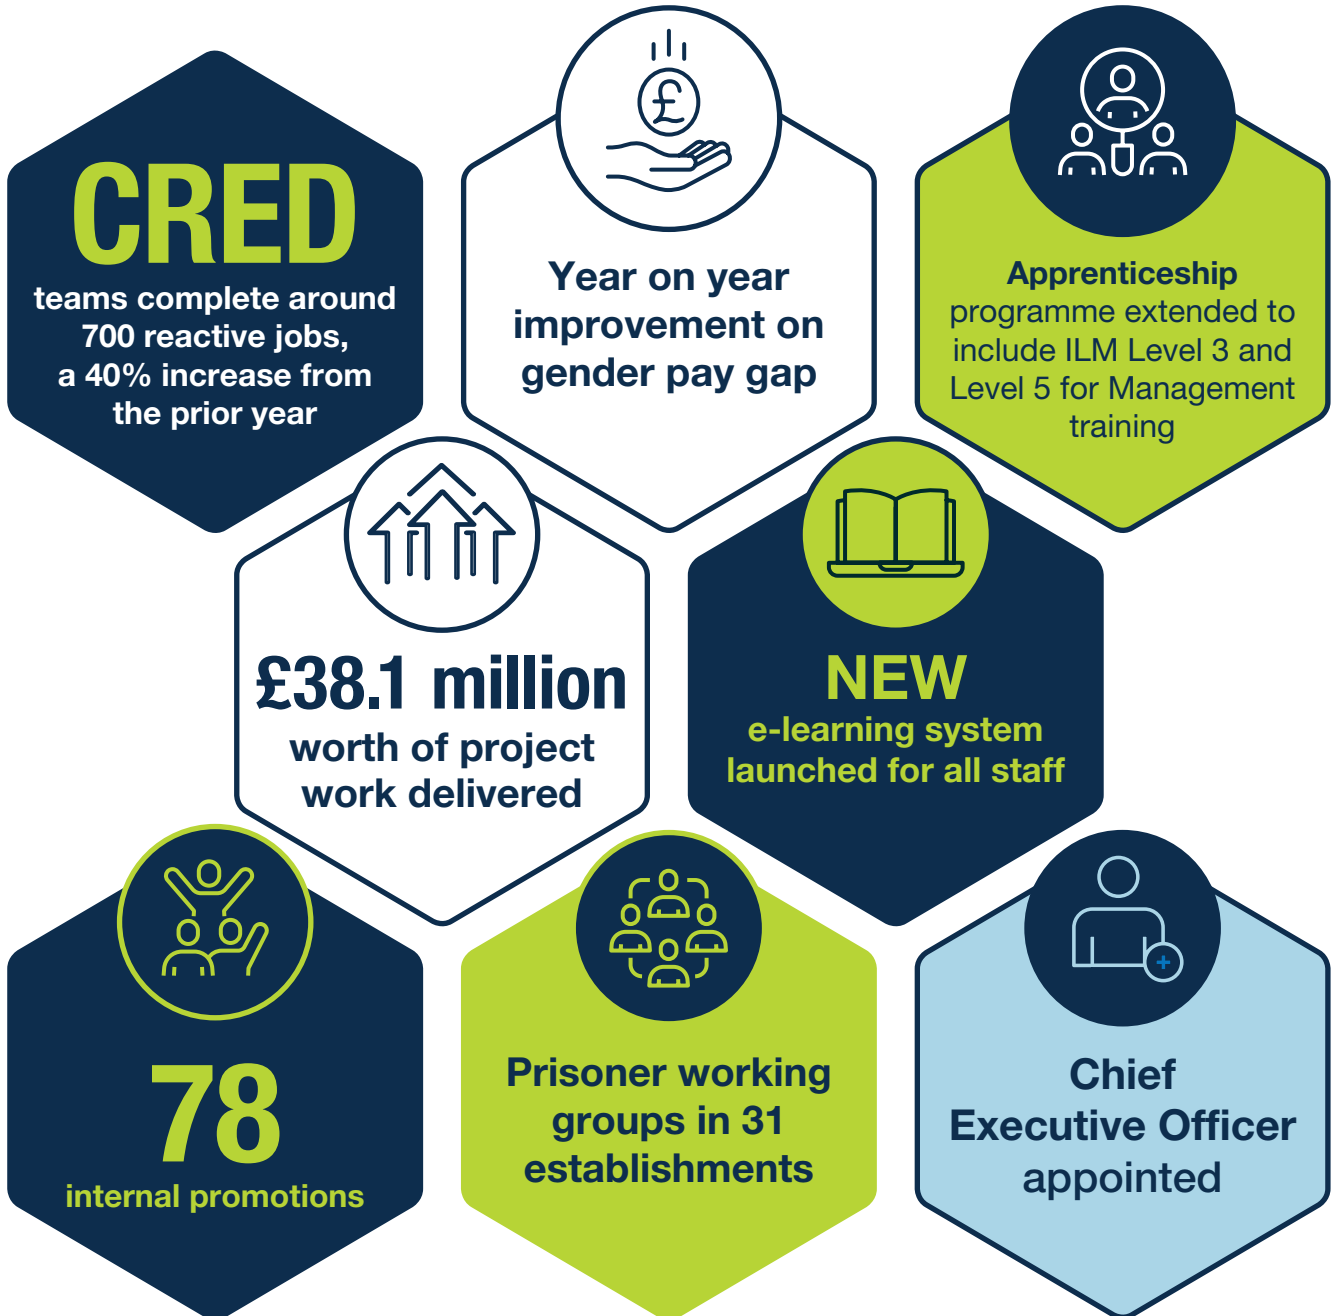 CRED
teams complete around
700 reactive jobs,
a 40% increase from
the prior year
£
Year on year
improvement on
gender pay gap
Apprenticeship
programme extended to
include ILM Level 3 and
Level 5 for Management
training
£38.1 million
worth of project
work delivered
NEW
e-learning system
launched for all staff
78
internal promotions
Prisoner working
groups in 31
establishments
Chief
Executive Officer
appointed